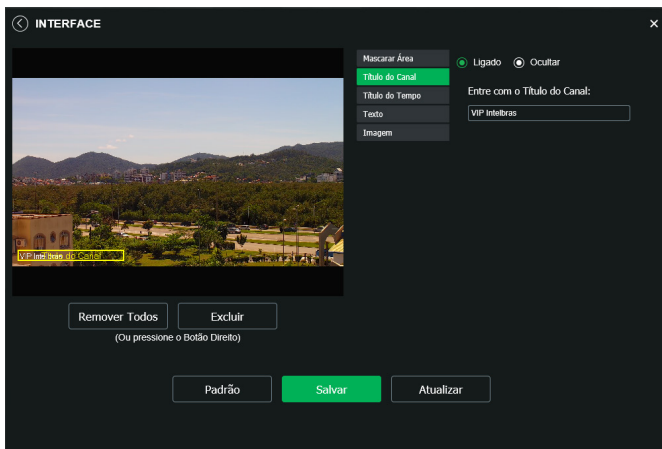 INTERFACE
Mascarar Área
Título do Canal
Título do Tempo
Texto
Imagem
Ligado
Ocultar
Entre com o Título do Canal:
VIP Intelbras
VIP Intelbras do Canal
Remover Todos
Excluir
(Ou pressione o Botão Direito)
Padrão
Salvar
Atualizar